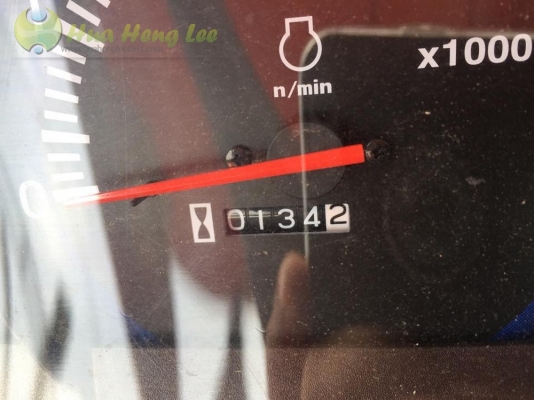 Hua Heng Lee
n/min
x1000
0
01342